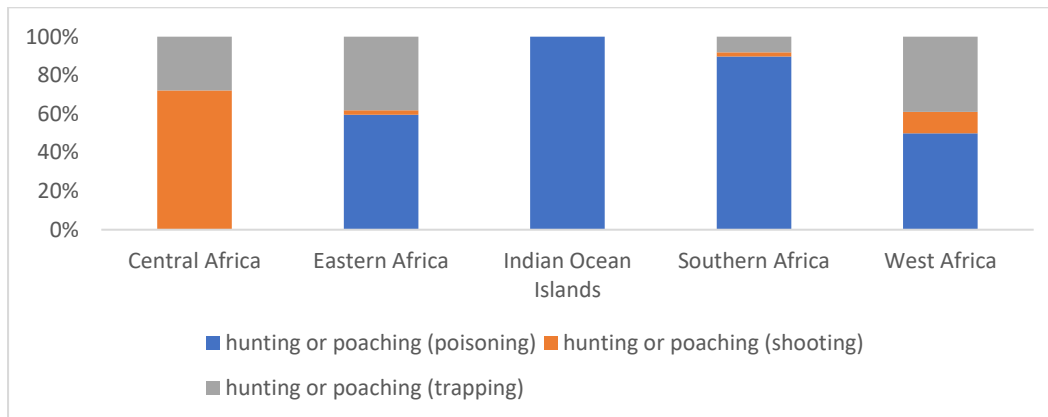 100%
80%
60%
40%
20%
0%
Central Africa
Eastern Africa
Indian Ocean
Islands
Southern Africa
West Africa
hunting or poaching (poisoning)
hunting or poaching (shooting)
hunting or poaching (trapping)